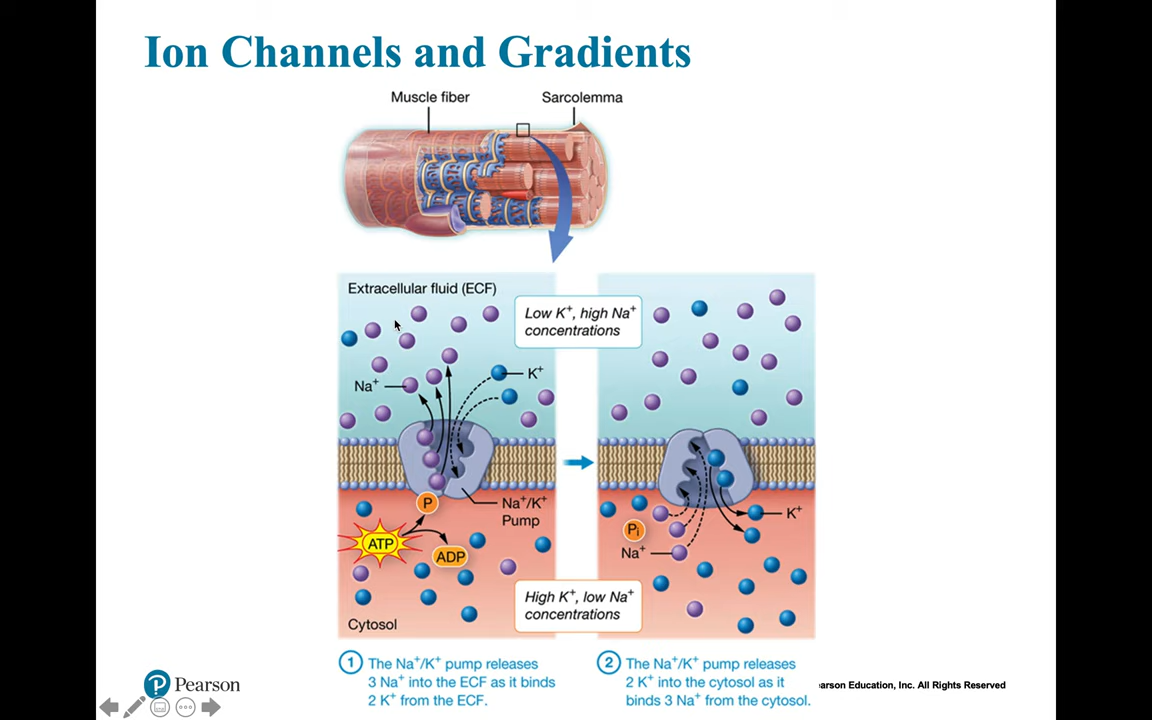 Ion Channels and Gradients
Muscle fiber
Sarcolemma
Extracellular fluid (ECF)
Low K⁺, high Na⁺
concentrations
Na⁺
K⁺
P
Na⁺/K⁺
Pump
ATP
ADP
Pi
K⁺
Na⁺
High K⁺, low Na⁺
concentrations
Cytosol
1 The Na⁺/K⁺ pump releases
3 Na⁺ into the ECF as it binds
2 K⁺ from the ECF.
2 The Na⁺/K⁺ pump releases
2 K⁺ into the cytosol as it
binds 3 Na⁺ from the cytosol.
P Pearson
Education, Inc. All Rights Reserved